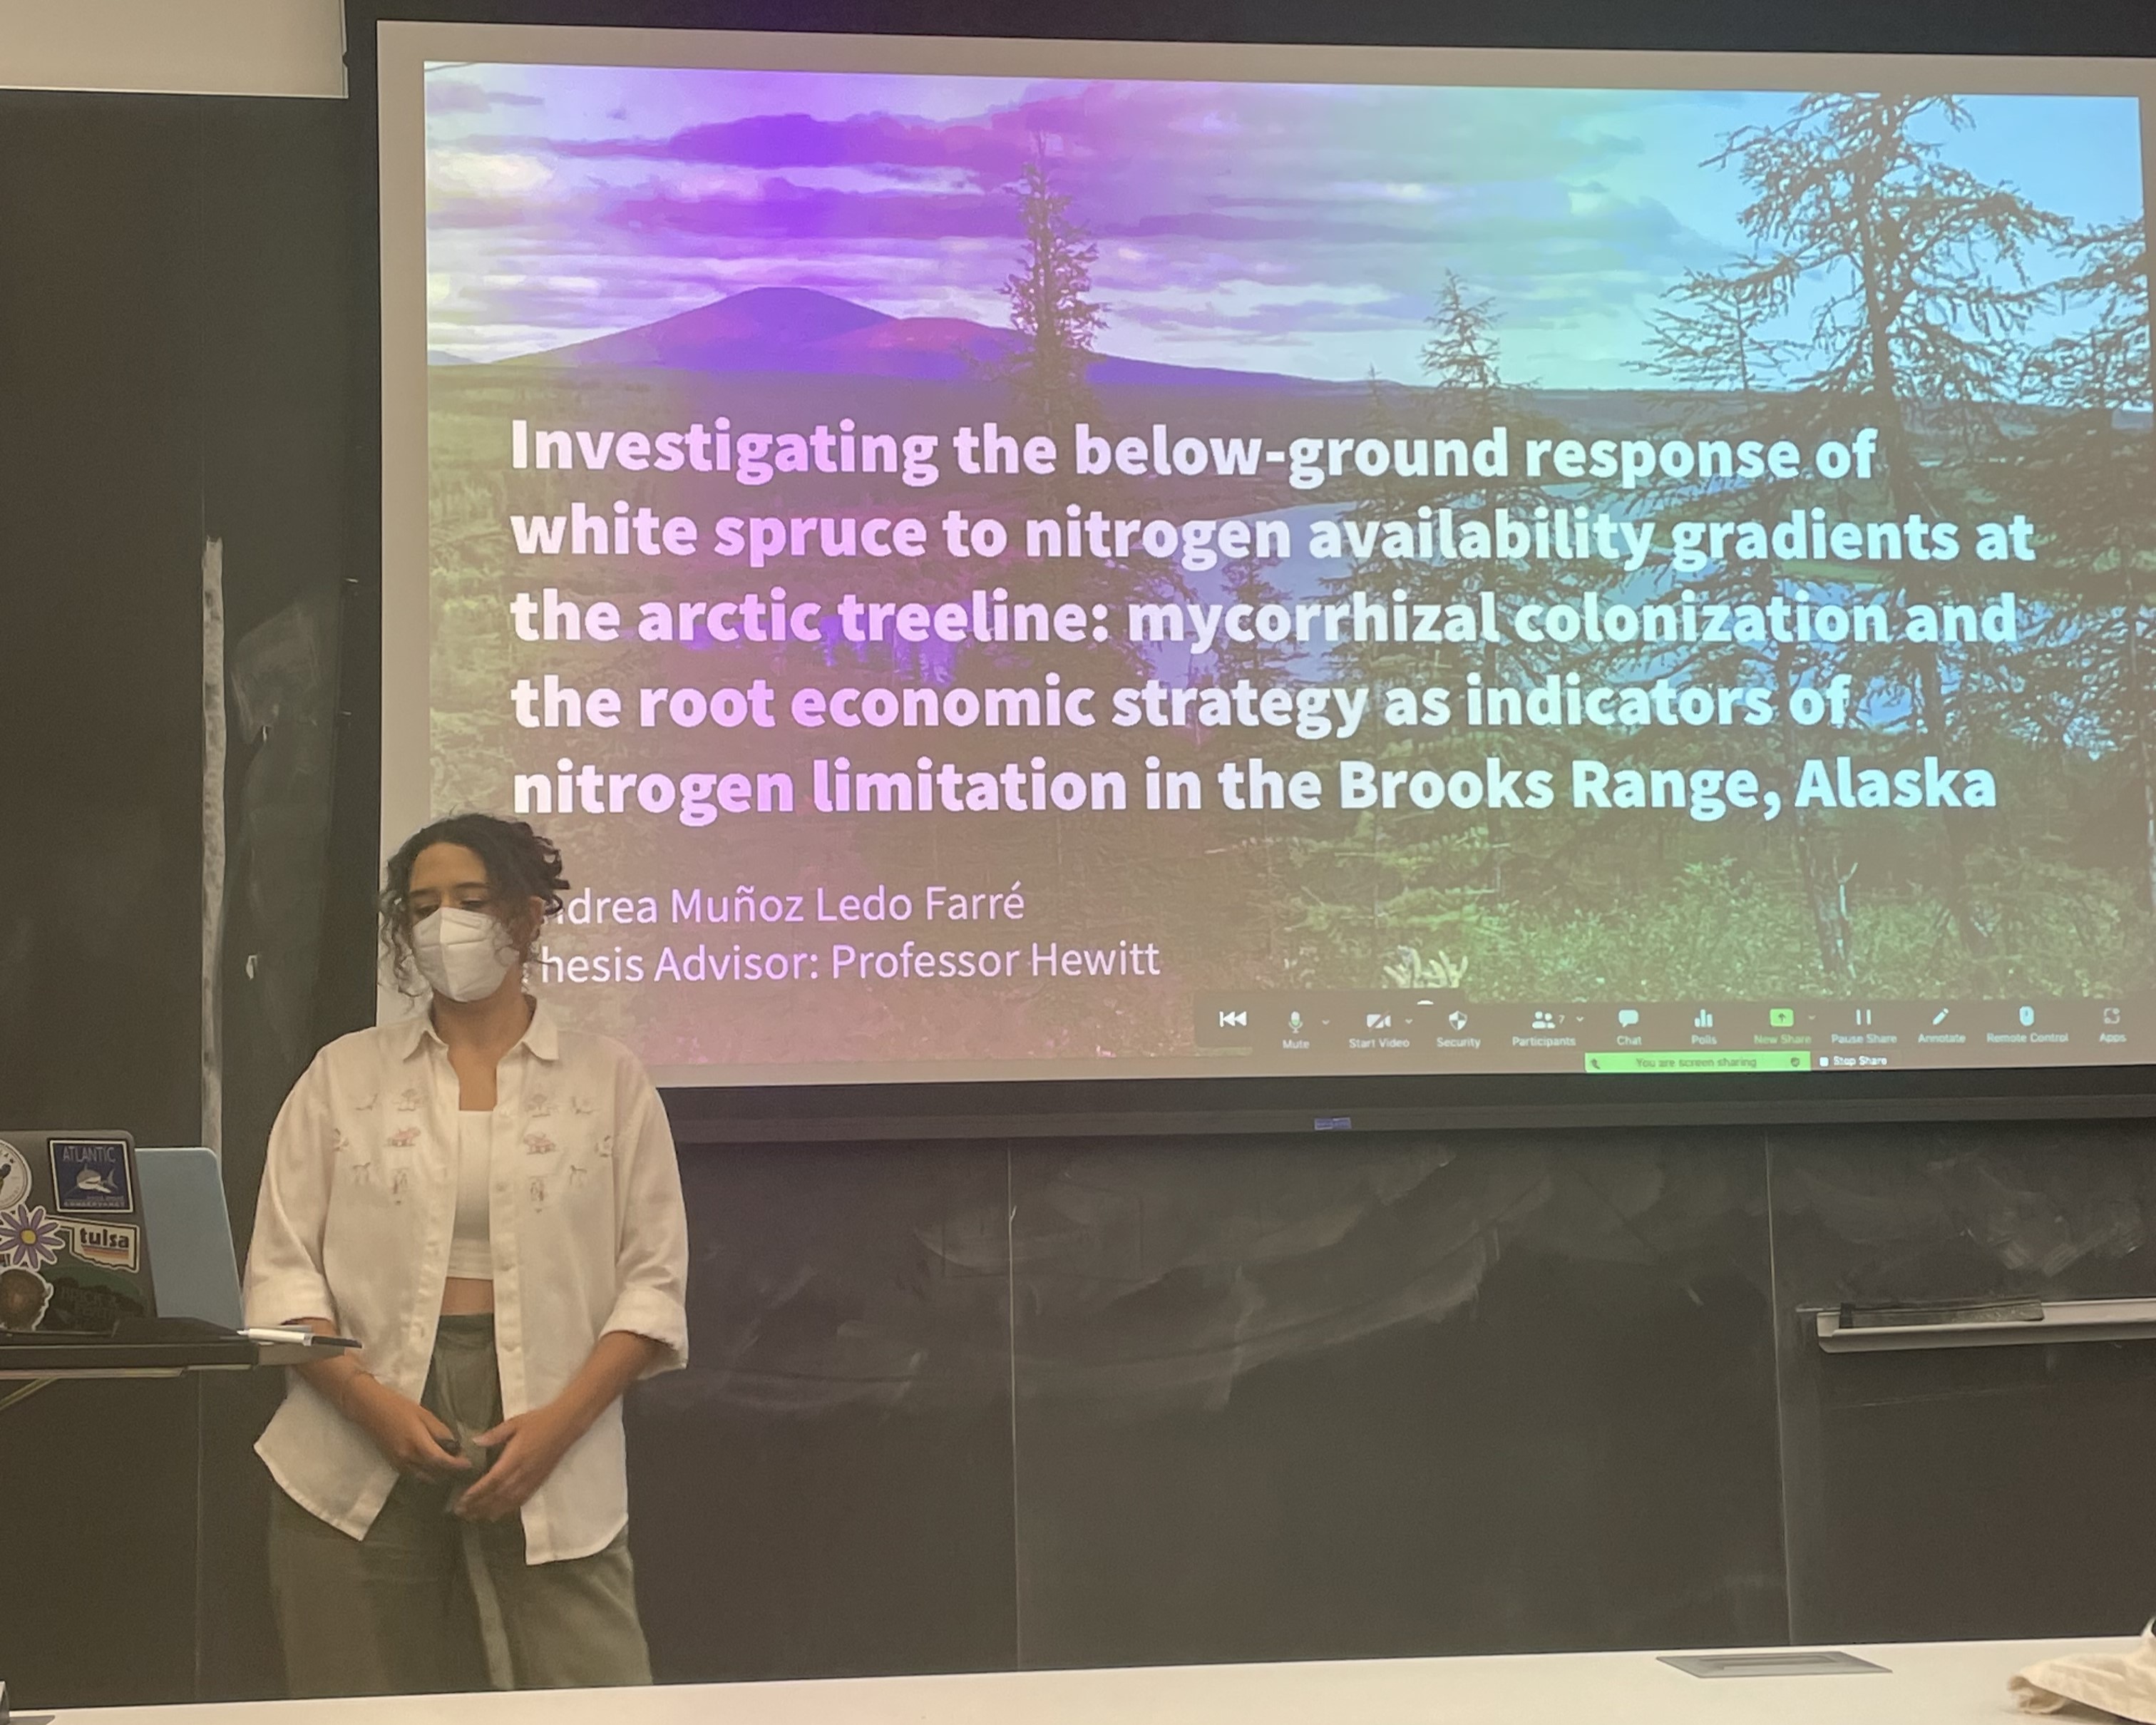 Investigating the below-ground response of
white spruce to nitrogen availability gradients at
the arctic treeline: mycorrhizal colonization and
the root economic strategy as indicators of
nitrogen limitation in the Brooks Range, Alaska
ndrea Muñoz Ledo Farré
hesis Advisor: Professor Hewitt
Mute Start Video Security Participants 7 Chat Polls New Share Pause Share Annotate Remote Control Apps
You are screen sharing Stop Share
ATLANTIC
CONSERVANCY
tulsa